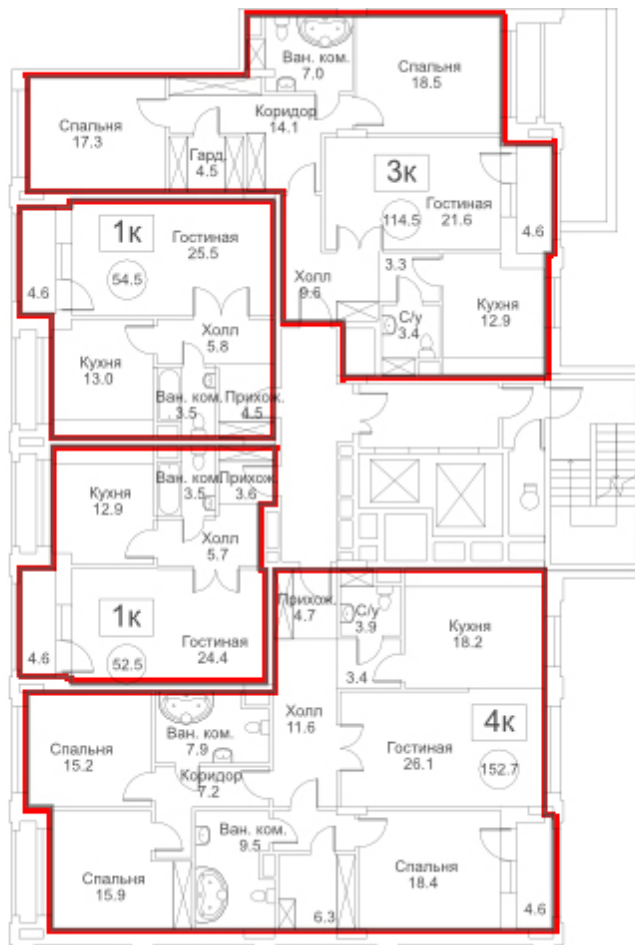 Ван. ком.
7.0
Спальня
18.5
Коридор
14.1
Спальня
17.3
Гард.
4.5
3к
114.5
Гостиная
21.6
4.6
Холл
9.6
3.3
С/у
3.4
Кухня
12.9
1к
54.5
Гостиная
25.5
4.6
Холл
5.8
Кухня
13.0
Ван. ком.
3.5
Прихож.
4.5
Кухня
12.9
Ван. ком.
3.5
Прихож.
3.6
Холл
5.7
1к
52.5
Гостиная
24.4
4.6
Прихож.
4.7
С/у
3.9
Кухня
18.2
3.4
Холл
11.6
4к
152.7
Гостиная
26.1
Спальня
15.2
Ван. ком.
7.9
Коридор
7.2
Ван. ком.
9.5
Спальня
15.9
6.3
Спальня
18.4
4.6